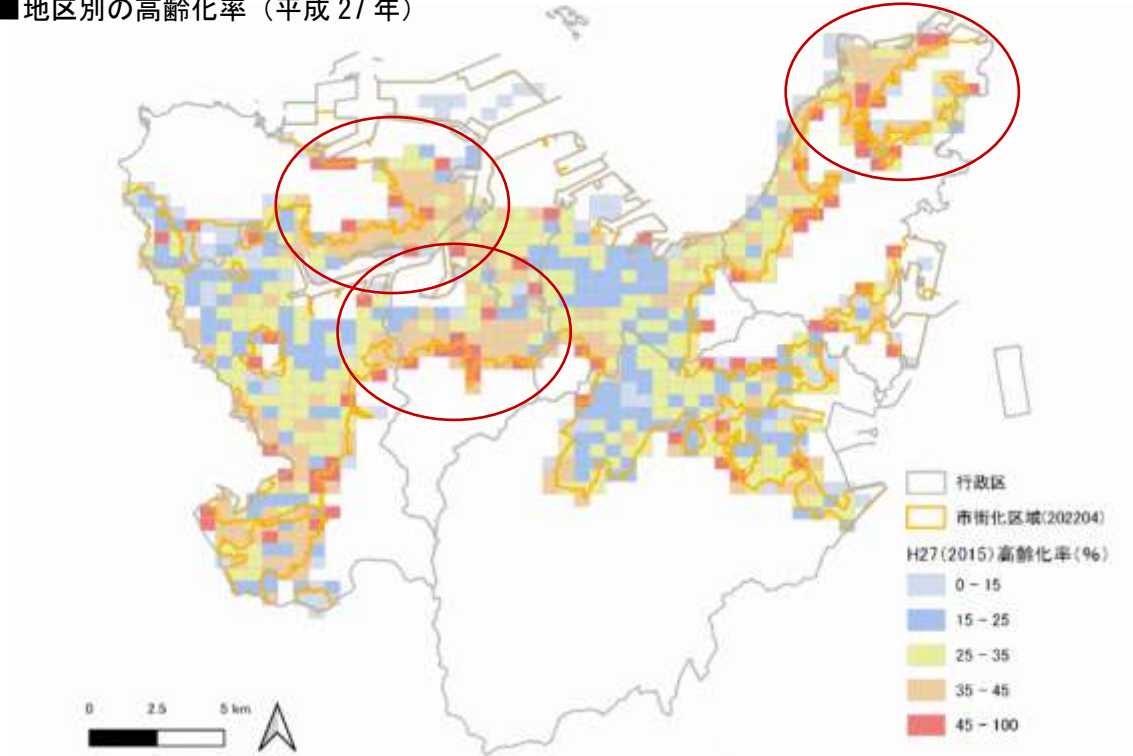 ■地区別の高齢化率（平成27年）
行政区
市街化区域(202204)
H27(2015)高齢化率(%)
0 - 15
15 - 25
25 - 35
35 - 45
45 - 100
0 2.5 5 km